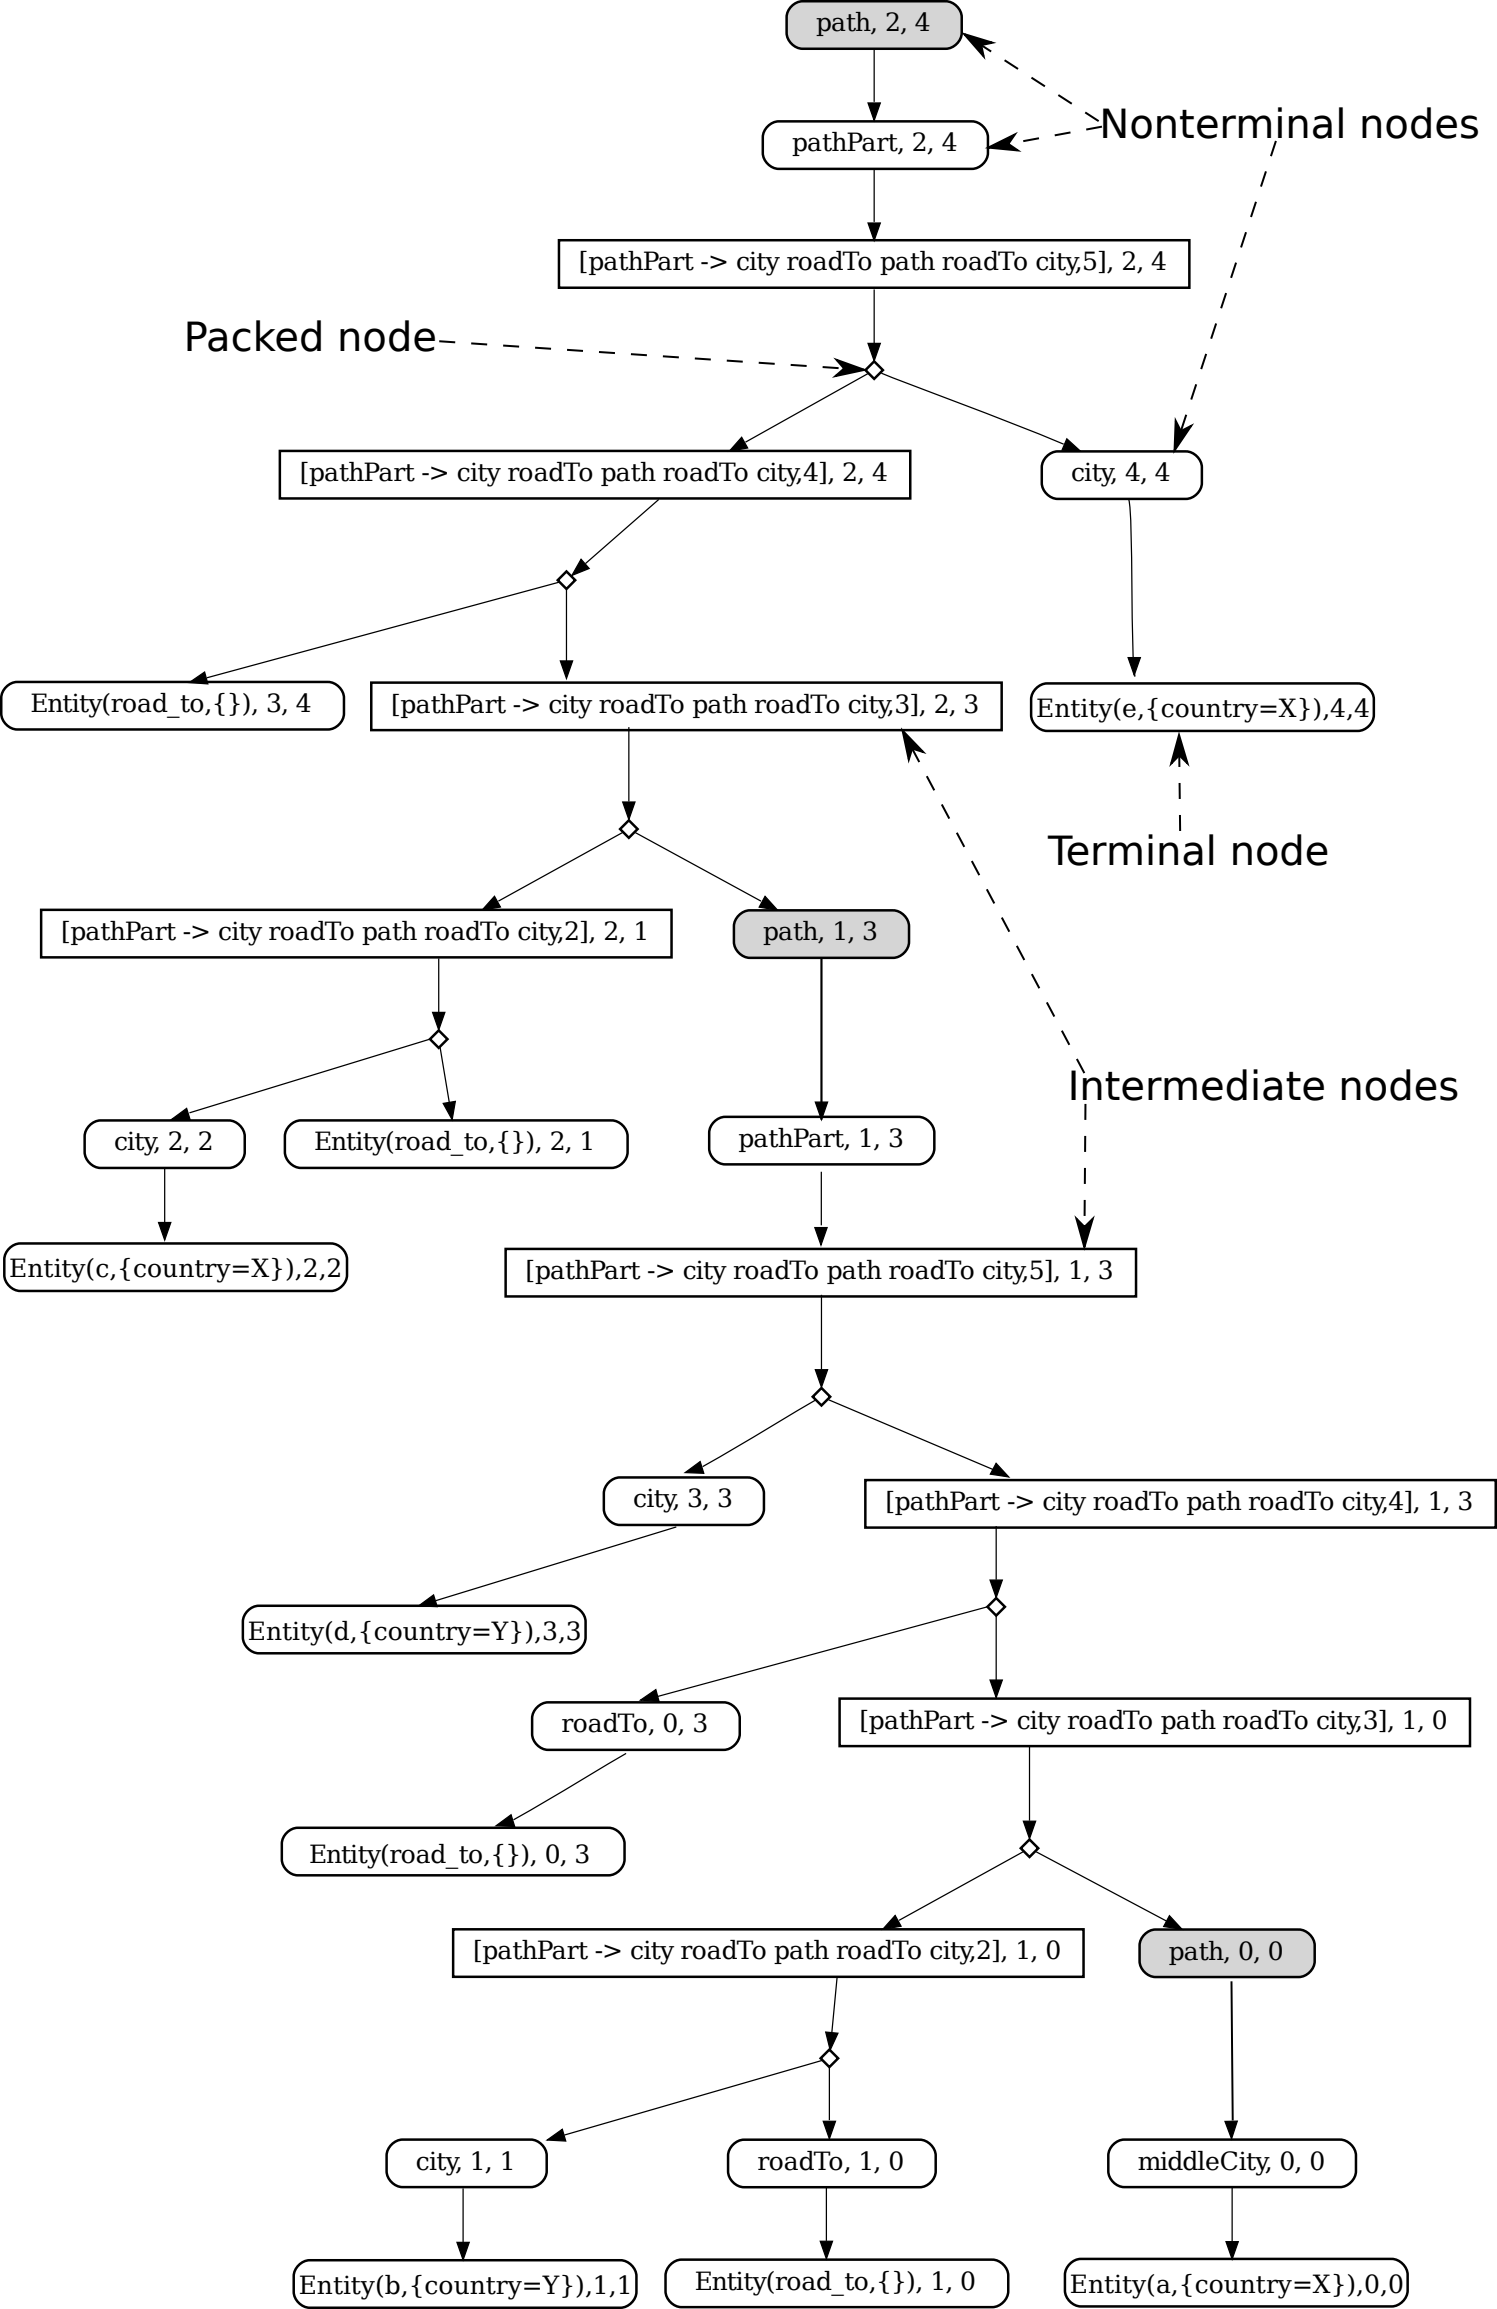 path, 2, 4
Nonterminal nodes
pathPart, 2, 4
[pathPart -> city roadTo path roadTo city,5], 2, 4
Packed node
[pathPart -> city roadTo path roadTo city,4], 2, 4
city, 4, 4
Entity(road_to,{}), 3, 4
[pathPart -> city roadTo path roadTo city,3], 2, 3
Entity(e,{country=X}),4,4
Terminal node
[pathPart -> city roadTo path roadTo city,2], 2, 1
path, 1, 3
Intermediate nodes
city, 2, 2
Entity(road_to,{}), 2, 1
pathPart, 1, 3
Entity(c,{country=X}),2,2
[pathPart -> city roadTo path roadTo city,5], 1, 3
city, 3, 3
[pathPart -> city roadTo path roadTo city,4], 1, 3
Entity(d,{country=Y}),3,3
roadTo, 0, 3
[pathPart -> city roadTo path roadTo city,3], 1, 0
Entity(road_to,{}), 0, 3
[pathPart -> city roadTo path roadTo city,2], 1, 0
path, 0, 0
city, 1, 1
roadTo, 1, 0
middleCity, 0, 0
Entity(b,{country=Y}),1,1
Entity(road_to,{}), 1, 0
Entity(a,{country=X}),0,0